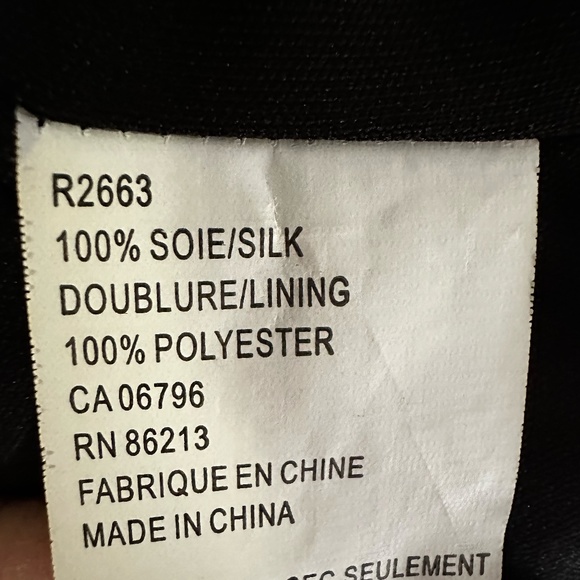 R2663
100% SOIE/SILK
DOUBLURE/LINING
100% POLYESTER
CA 06796
RN 86213
FABRIQUE EN CHINE
MADE IN CHINA
SEULEMENT